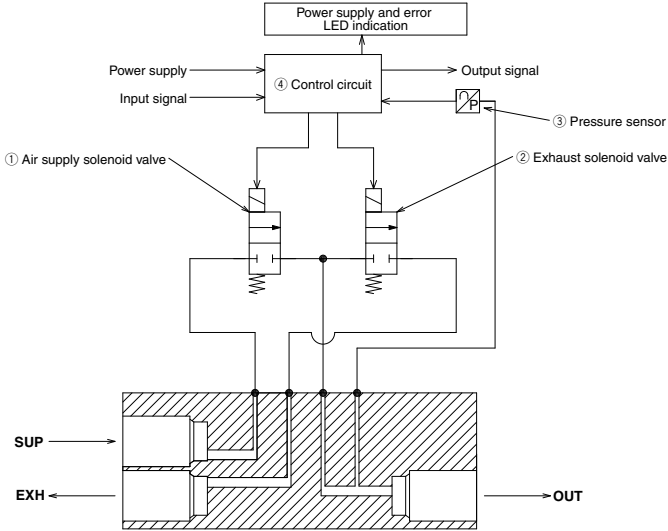 Power supply and error
LED indication
Power supply
④ Control circuit
Output signal
Input signal
P
③ Pressure sensor
① Air supply solenoid valve
② Exhaust solenoid valve
SUP
EXH
OUT